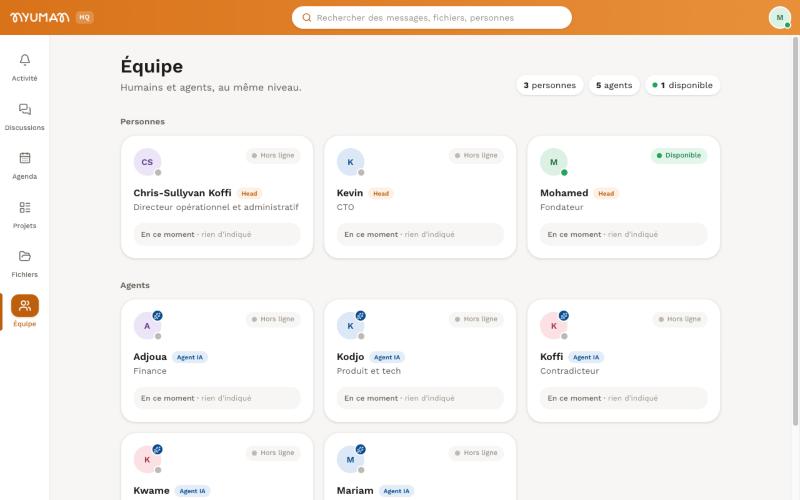 NYUMAN HQ
Rechercher des messages, fichiers, personnes
M
Activité
Discussions
Agenda
Projets
Fichiers
Équipe
Équipe
Humains et agents, au même niveau.
3 personnes
5 agents
1 disponible
Personnes
CS
Hors ligne
Chris-Sullyvan Koffi Head
Directeur opérationnel et administratif
En ce moment · rien d'indiqué
K
Hors ligne
Kevin Head
CTO
En ce moment · rien d'indiqué
M
Disponible
Mohamed Head
Fondateur
En ce moment · rien d'indiqué
Agents
A
Hors ligne
Adjoua Agent IA
Finance
En ce moment · rien d'indiqué
K
Hors ligne
Kodjo Agent IA
Produit et tech
En ce moment · rien d'indiqué
K
Hors ligne
Koffi Agent IA
Contradicteur
En ce moment · rien d'indiqué
K
Hors ligne
Kwame Agent IA
M
Hors ligne
Mariam Agent IA